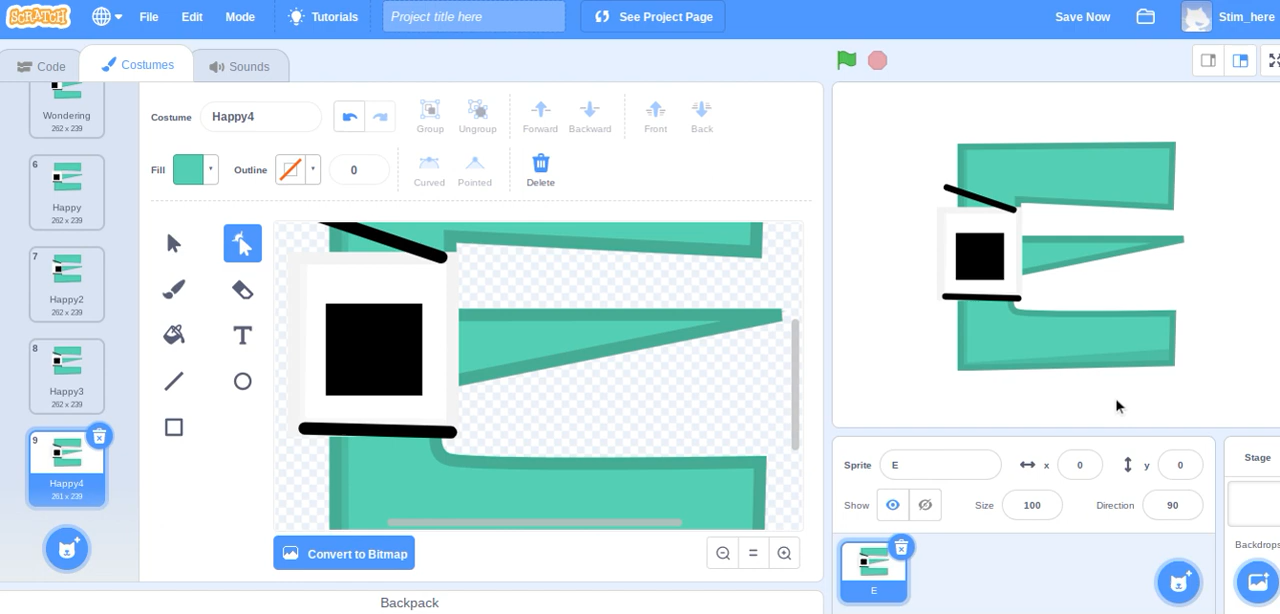 SCRATCH File Edit Mode Tutorials Project title here See Project Page Save Now Stim_here
Code Costumes Sounds
Wondering
262 x 239
6
Happy
262 x 239
7
Happy2
262 x 239
8
Happy3
262 x 239
9
Happy4
261 x 239
Costume Happy4 Group Ungroup Forward Backward Front Back
Fill Outline 0 Curved Pointed Delete
T
Convert to Bitmap
Backpack
Sprite E x 0 y 0
Show Size 100 Direction 90
E
Stage
Backdrops